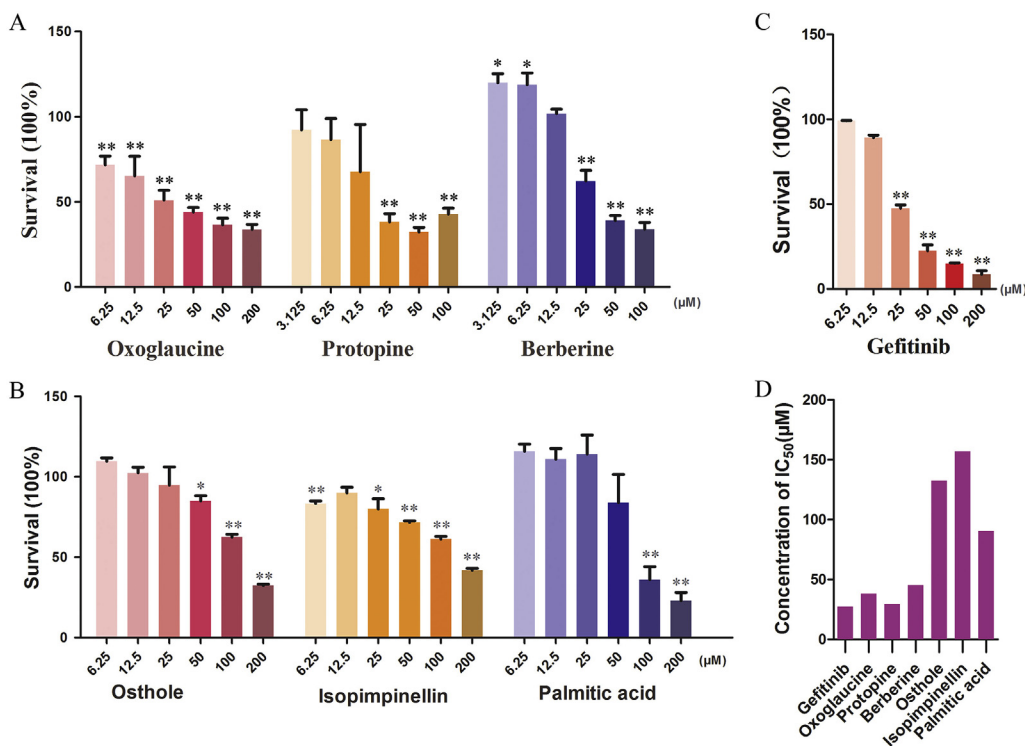 A
Survival (100%)
150
100
50
0
** ** ** ** ** **
** ** **
* * ** ** **
6.25 12.5 25 50 100 200
3.125 6.25 12.5 25 50 100
3.125 6.25 12.5 25 50 100
(μM)
Oxoglaucine Protopine Berberine
C
Survival (100%)
150
100
50
0
** ** ** **
6.25 12.5 25 50 100 200
(μM)
Gefitinib
B
Survival (100%)
150
100
50
0
* ** **
** * ** ** **
** **
6.25 12.5 25 50 100 200
6.25 12.5 25 50 100 200
6.25 12.5 25 50 100 200
(μM)
Osthole Isopimpinellin Palmitic acid
D
Concentration of IC50(μM)
200
150
100
50
0
Gefitinib
Oxoglaucine
Protopine
Berberine
Osthole
Isopimpinellin
Palmitic acid